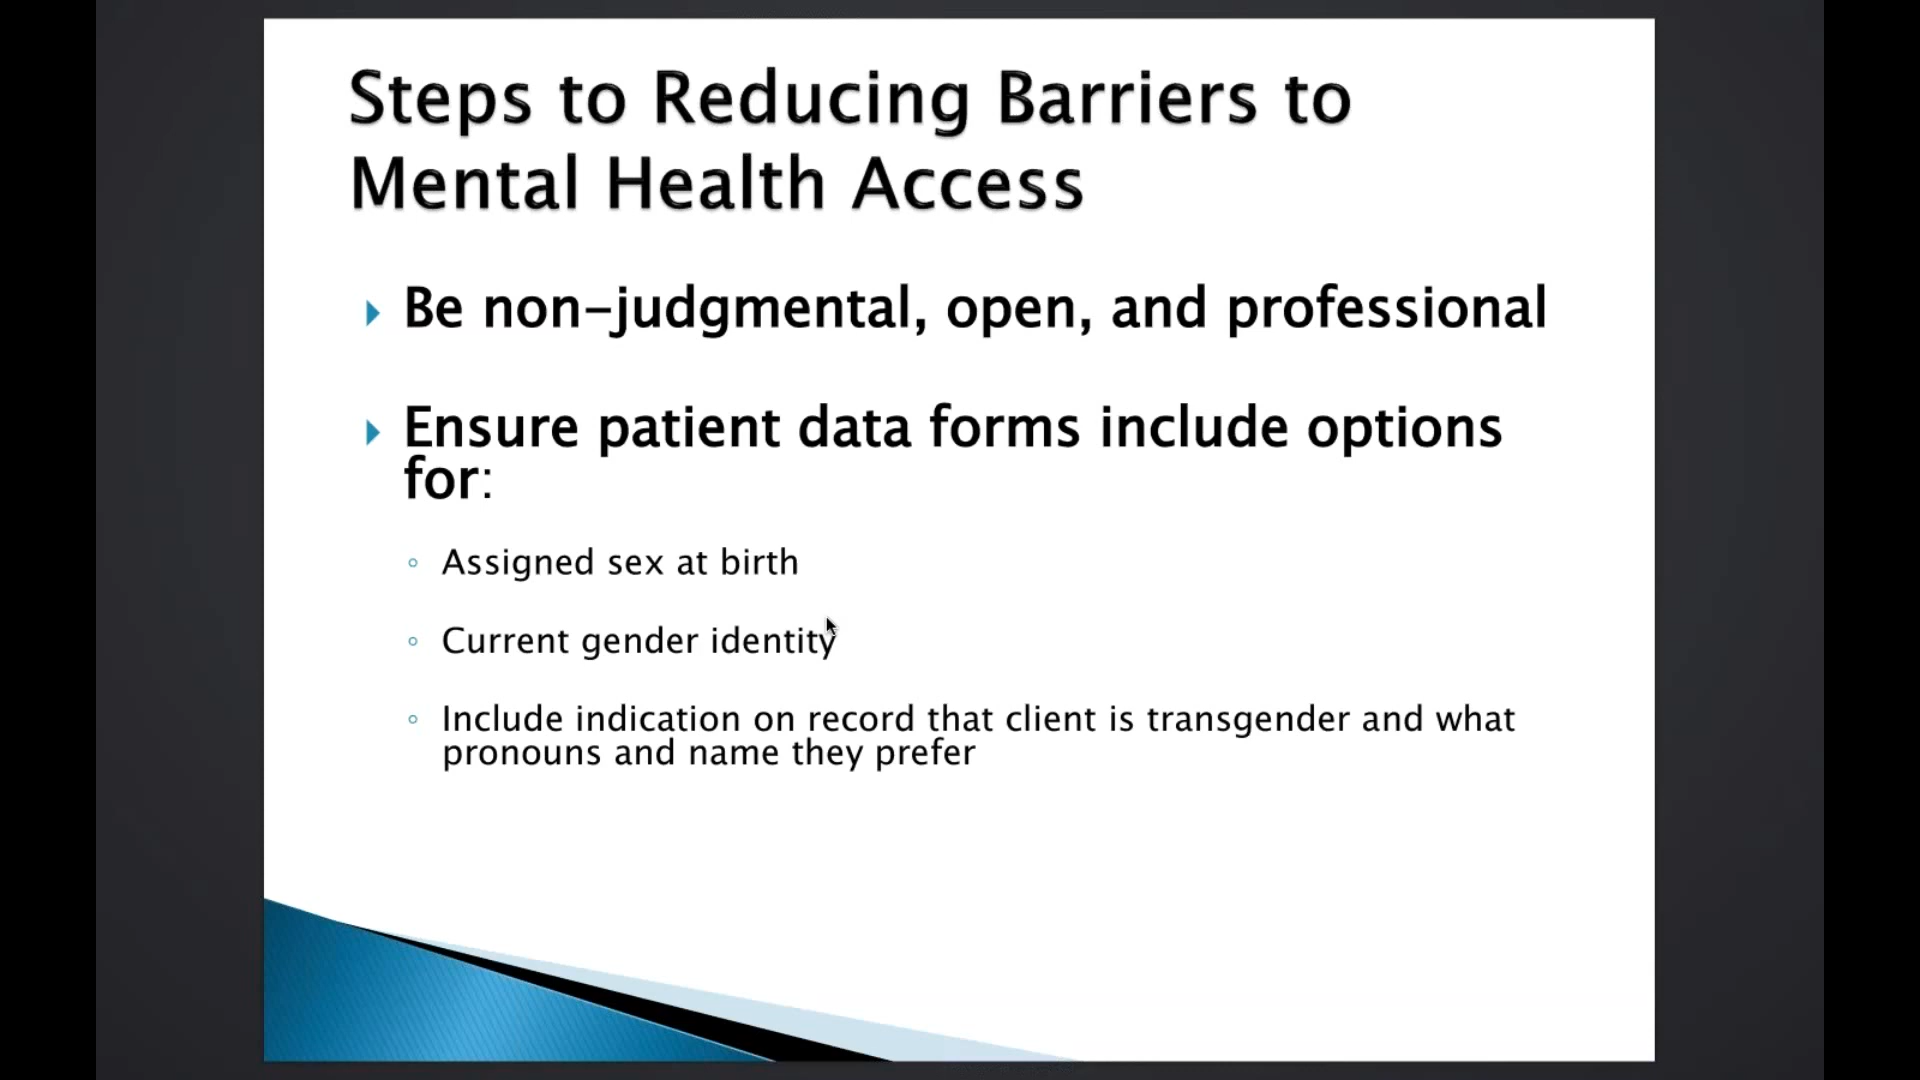 Steps to Reducing Barriers to
Mental Health Access
Be non-judgmental, open, and professional
Ensure patient data forms include options
for:
Assigned sex at birth
Current gender identity
Include indication on record that client is transgender and what
pronouns and name they prefer